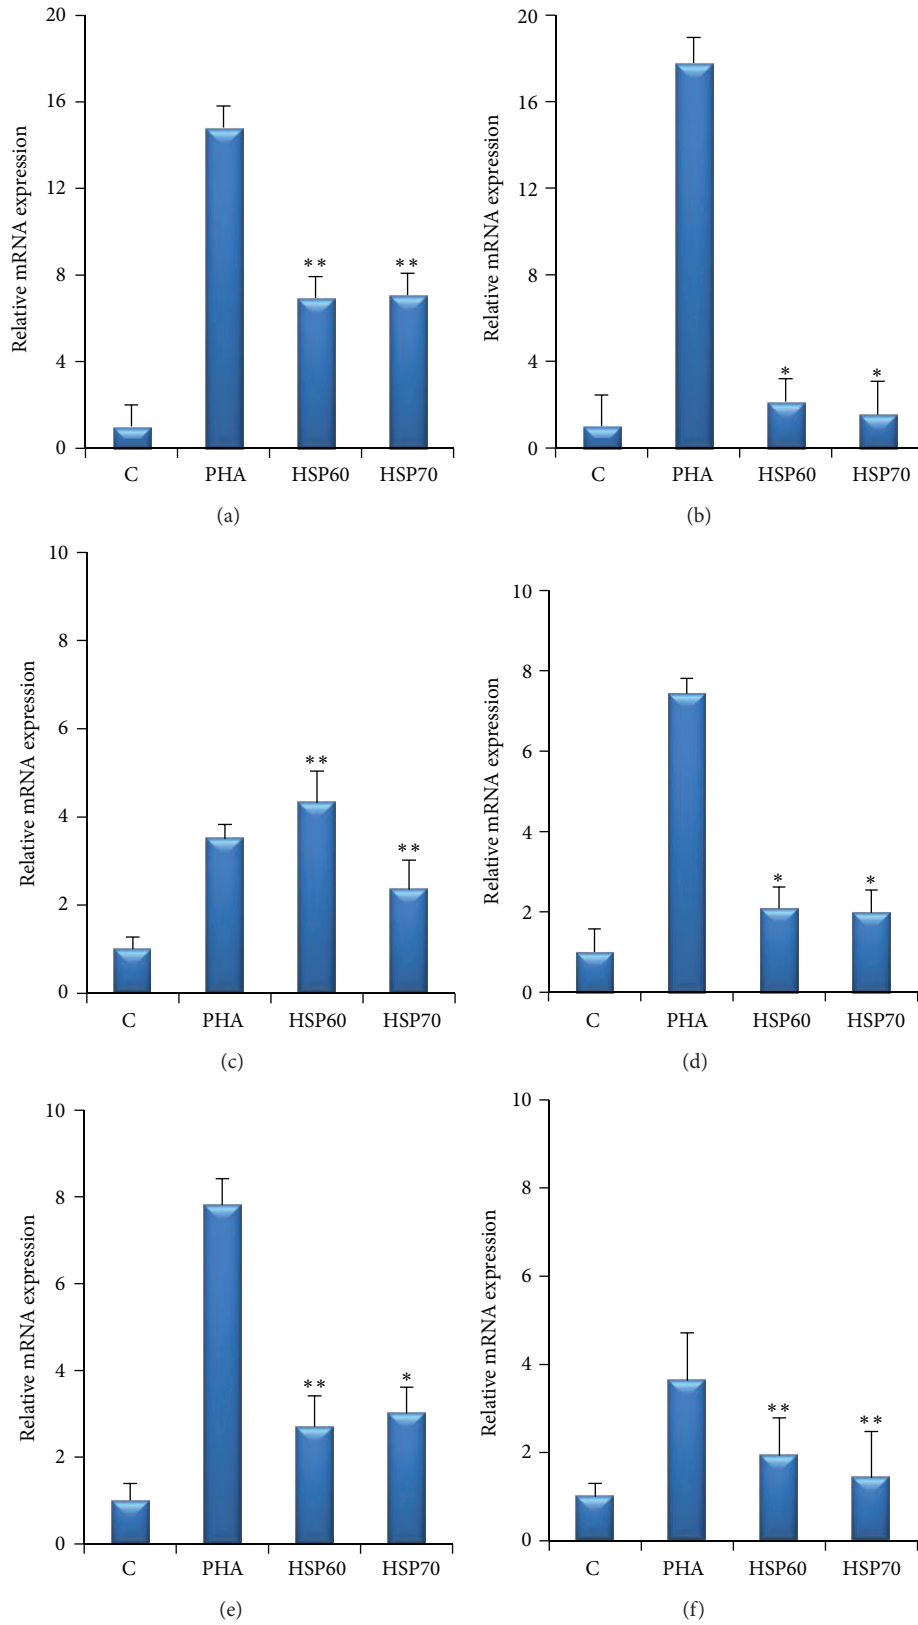 20
16
12
8
4
0
Relative mRNA expression
**
**
C PHA HSP60 HSP70
(a)
20
16
12
8
4
0
Relative mRNA expression
*
*
C PHA HSP60 HSP70
(b)
10
8
6
4
2
0
Relative mRNA expression
**
**
C PHA HSP60 HSP70
(c)
10
8
6
4
2
0
Relative mRNA expression
*
*
C PHA HSP60 HSP70
(d)
10
8
6
4
2
0
Relative mRNA expression
**
*
C PHA HSP60 HSP70
(e)
10
8
6
4
2
0
Relative mRNA expression
**
**
C PHA HSP60 HSP70
(f)